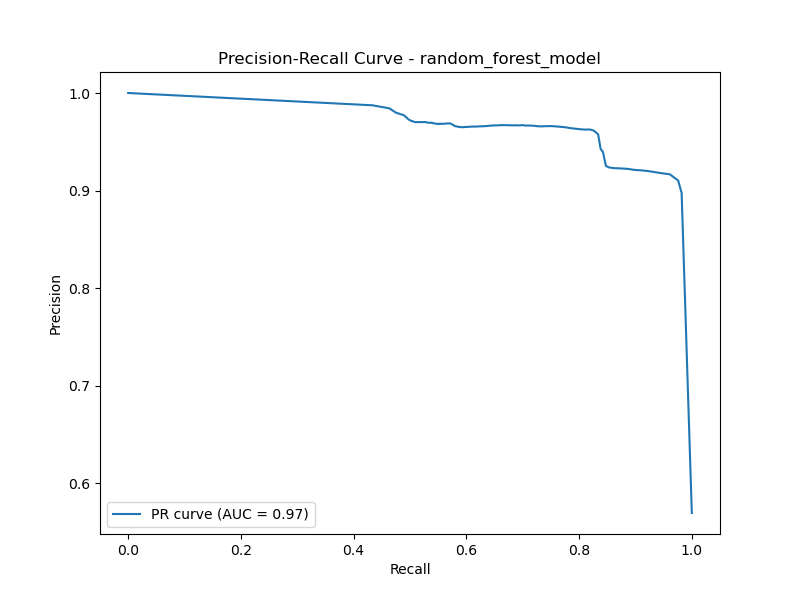 Precision-Recall Curve - random_forest_model
1.0
0.9
0.8
0.7
0.6
Precision
PR curve (AUC = 0.97)
0.0 0.2 0.4 0.6 0.8 1.0
Recall